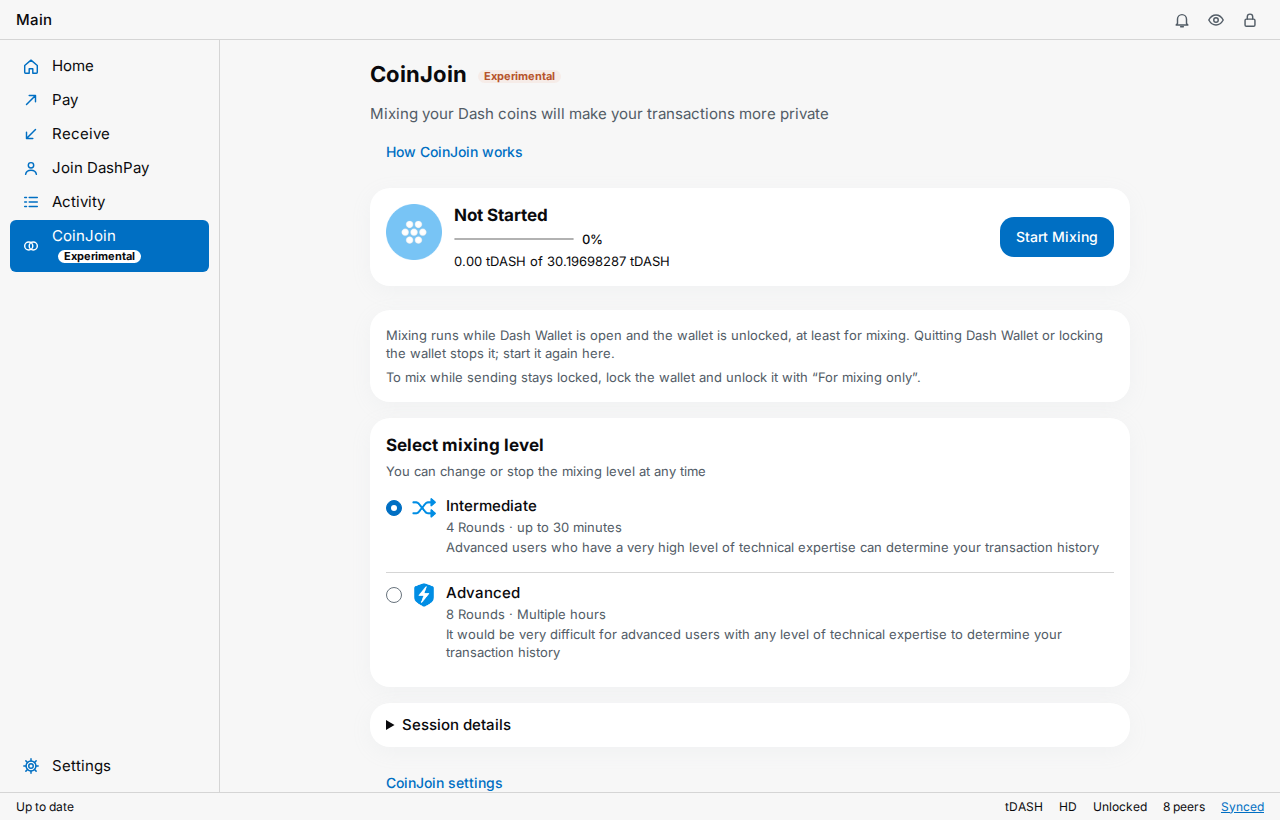 Main
Home
Pay
Receive
Join DashPay
Activity
CoinJoin
Experimental
Settings
CoinJoin Experimental
Mixing your Dash coins will make your transactions more private
How CoinJoin works
Not Started
0%
0.00 tDASH of 30.19698287 tDASH
Start Mixing
Mixing runs while Dash Wallet is open and the wallet is unlocked, at least for mixing. Quitting Dash Wallet or locking
the wallet stops it; start it again here.
To mix while sending stays locked, lock the wallet and unlock it with “For mixing only”.
Select mixing level
You can change or stop the mixing level at any time
Intermediate
4 Rounds · up to 30 minutes
Advanced users who have a very high level of technical expertise can determine your transaction history
Advanced
8 Rounds · Multiple hours
It would be very difficult for advanced users with any level of technical expertise to determine your
transaction history
Session details
CoinJoin settings
Up to date
tDASH HD Unlocked 8 peers Synced